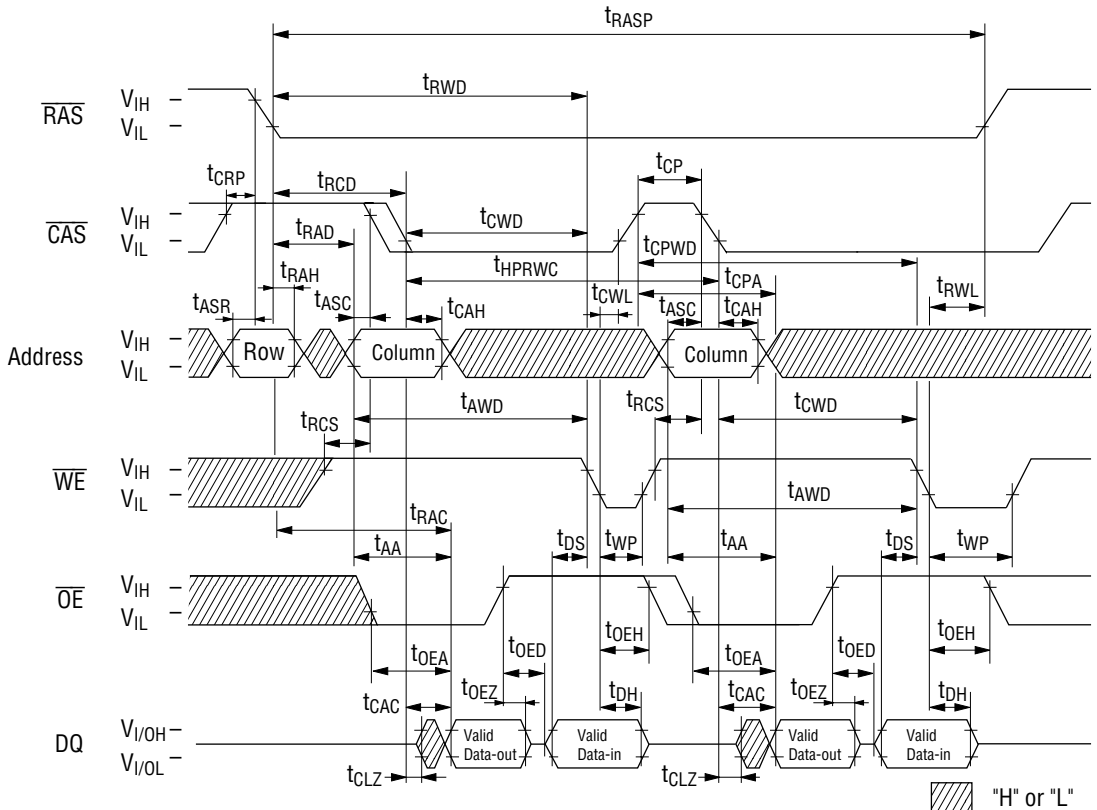 tRASP
tRWD
RAS
VIH
VIL
tCRP
tRCD
tCP
CAS
VIH
VIL
tRAD
tCWD
tCPWD
tHPRWC
tRAH
tCPA
tASR
tASC
tCAH
tCWL
tASC
tCAH
tRWL
Address
VIH
VIL
Row
Column
Column
tAWD
tRCS
tCWD
tRCS
WE
VIH
VIL
tAWD
tRAC
tAA
tDS
tWP
tAA
tDS
tWP
OE
VIH
VIL
tOEA
tOED
tOEH
tOEA
tOED
tOEH
tCAC
tOEZ
tDH
tCAC
tOEZ
tDH
DQ
VI/OH
VI/OL
Valid
Data-out
Valid
Data-in
Valid
Data-out
Valid
Data-in
tCLZ
tCLZ
"H" or "L"